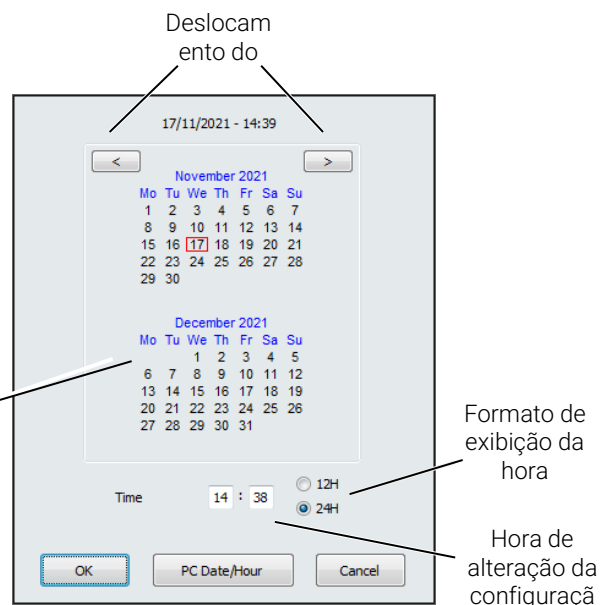 Deslocam
ento do
17/11/2021 - 14:39
< >
November 2021
Mo Tu We Th Fr Sa Su
1 2 3 4 5 6 7
8 9 10 11 12 13 14
15 16 17 18 19 20 21
22 23 24 25 26 27 28
29 30
December 2021
Mo Tu We Th Fr Sa Su
1 2 3 4 5
6 7 8 9 10 11 12
13 14 15 16 17 18 19
20 21 22 23 24 25 26
27 28 29 30 31
Formato de
exibição da
hora
Time 14 : 38
12H
24H
Hora de
alteração da
configuraçã
OK PC Date/Hour Cancel